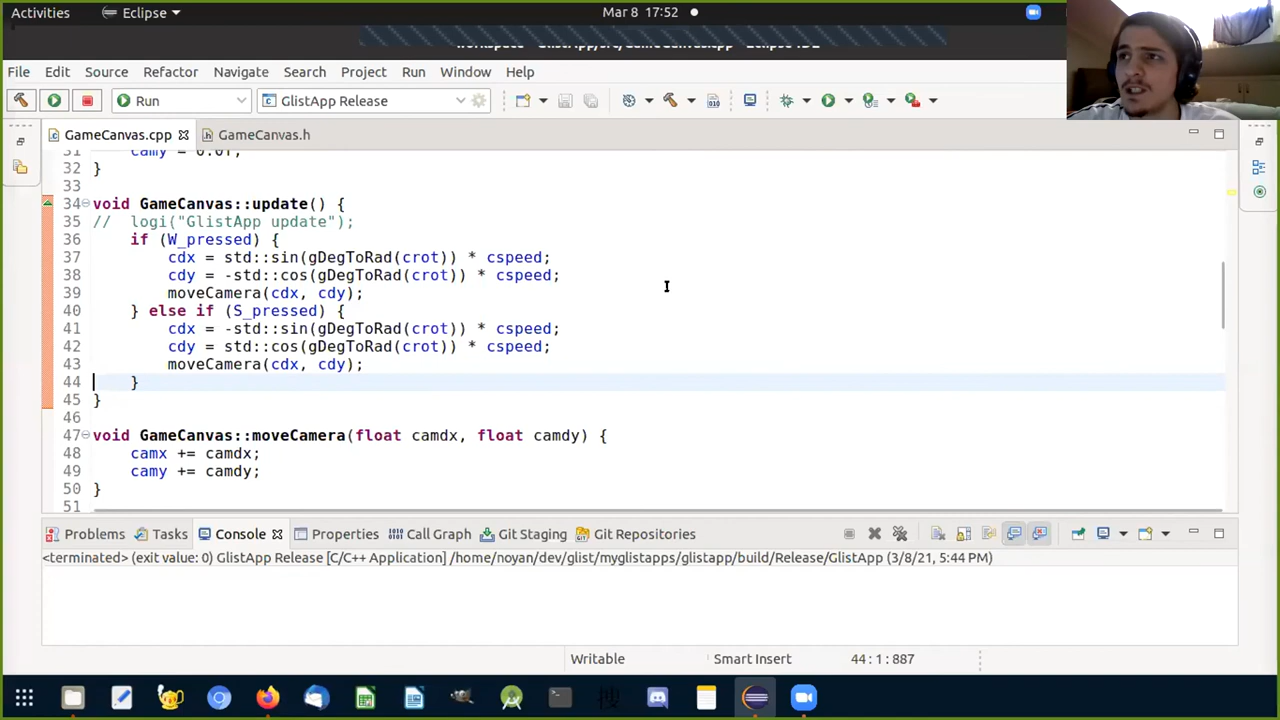 Activities
Eclipse
Mar 8 17:52
File Edit Source Refactor Navigate Search Project Run Window Help
Run
GlistApp Release
GameCanvas.cpp
GameCanvas.h
31 camy = 0.0f;
32 }
33
34 void GameCanvas::update() {
35 // logi("GlistApp update");
36 if (W_pressed) {
37 cdx = std::sin(gDegToRad(crot)) * cspeed;
38 cdy = -std::cos(gDegToRad(crot)) * cspeed;
39 moveCamera(cdx, cdy);
40 } else if (S_pressed) {
41 cdx = -std::sin(gDegToRad(crot)) * cspeed;
42 cdy = std::cos(gDegToRad(crot)) * cspeed;
43 moveCamera(cdx, cdy);
44 }
45 }
46
47 void GameCanvas::moveCamera(float camdx, float camdy) {
48 camx += camdx;
49 camy += camdy;
50 }
51
Problems Tasks Console Properties Call Graph Git Staging Git Repositories
<terminated> (exit value: 0) GlistApp Release [C/C++ Application] /home/noyan/dev/glist/myglistapps/glistapp/build/Release/GlistApp (3/8/21, 5:44 PM)
Writable Smart Insert 44 : 1 : 887